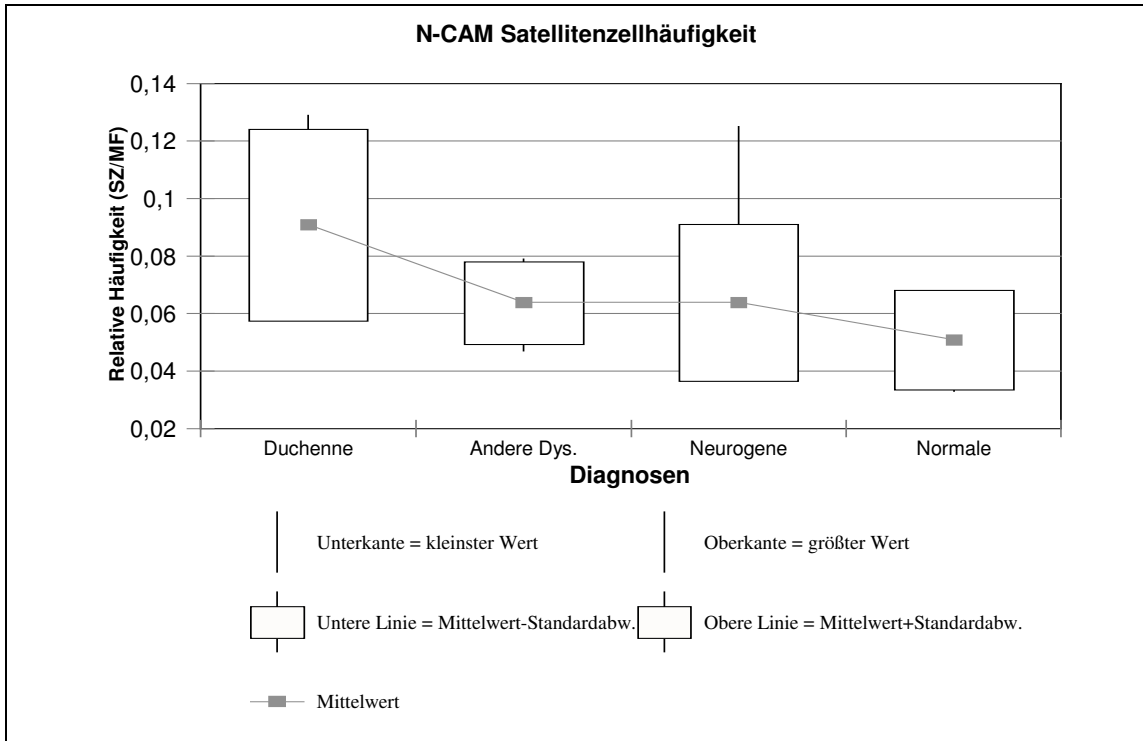 N-CAM Satellitenzellhäufigkeit
Relative Häufigkeit (SZ/MF)
0,14
0,12
0,1
0,08
0,06
0,04
0,02
Duchenne Andere Dys. Neurogene Normale
Diagnosen
Unterkante = kleinster Wert Oberkante = größter Wert
Untere Linie = Mittelwert-Standardabw. Obere Linie = Mittelwert+Standardabw.
Mittelwert